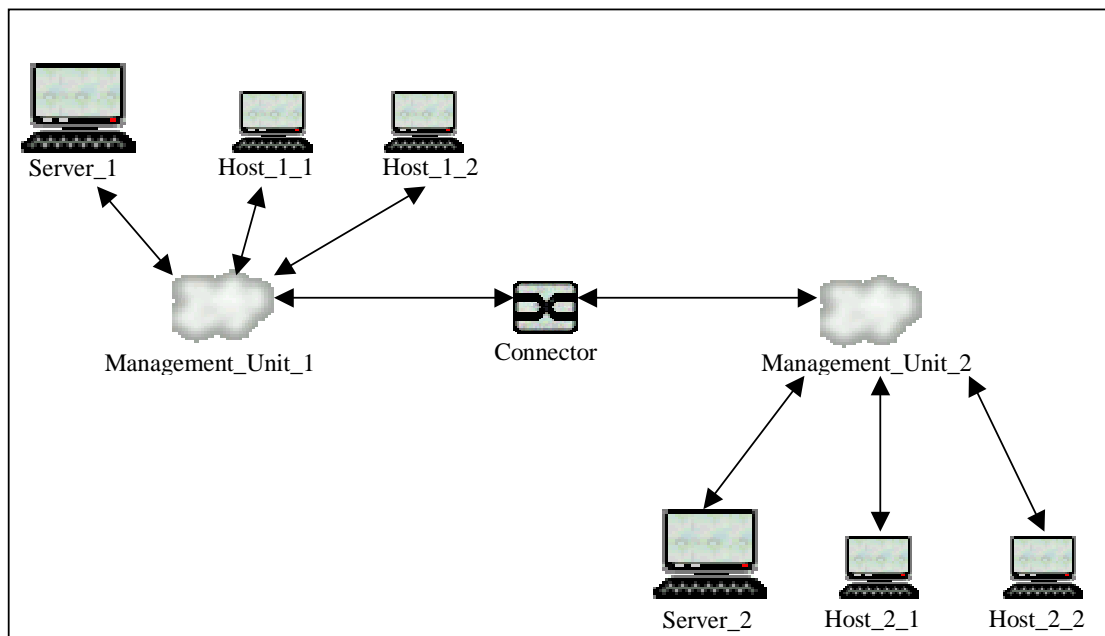 Server_1
Host_1_1
Host_1_2
Management_Unit_1
Connector
Management_Unit_2
Server_2
Host_2_1
Host_2_2